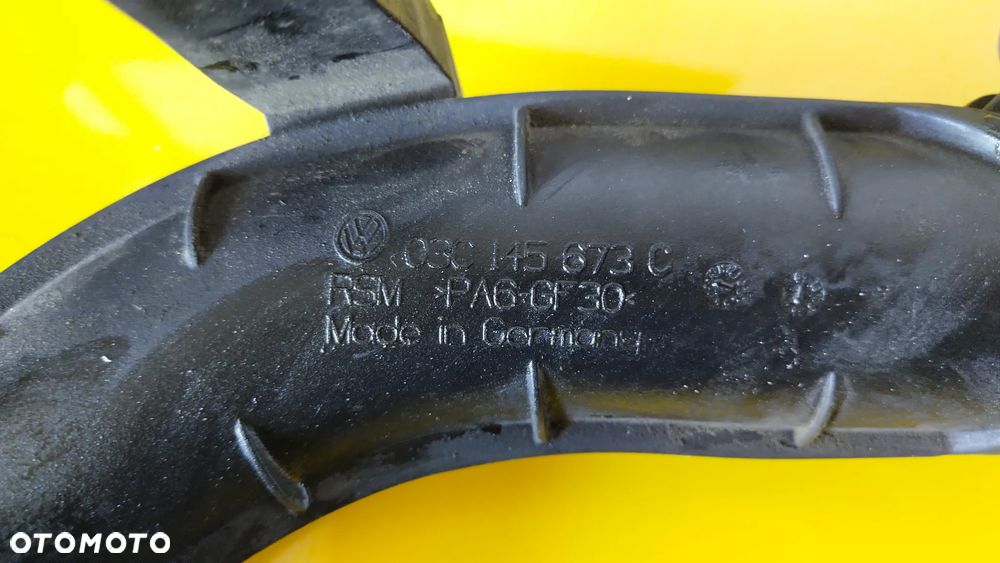 03C 145 673 C
RSM >PA6-GF30<
Made in Germany
OTOMOTO